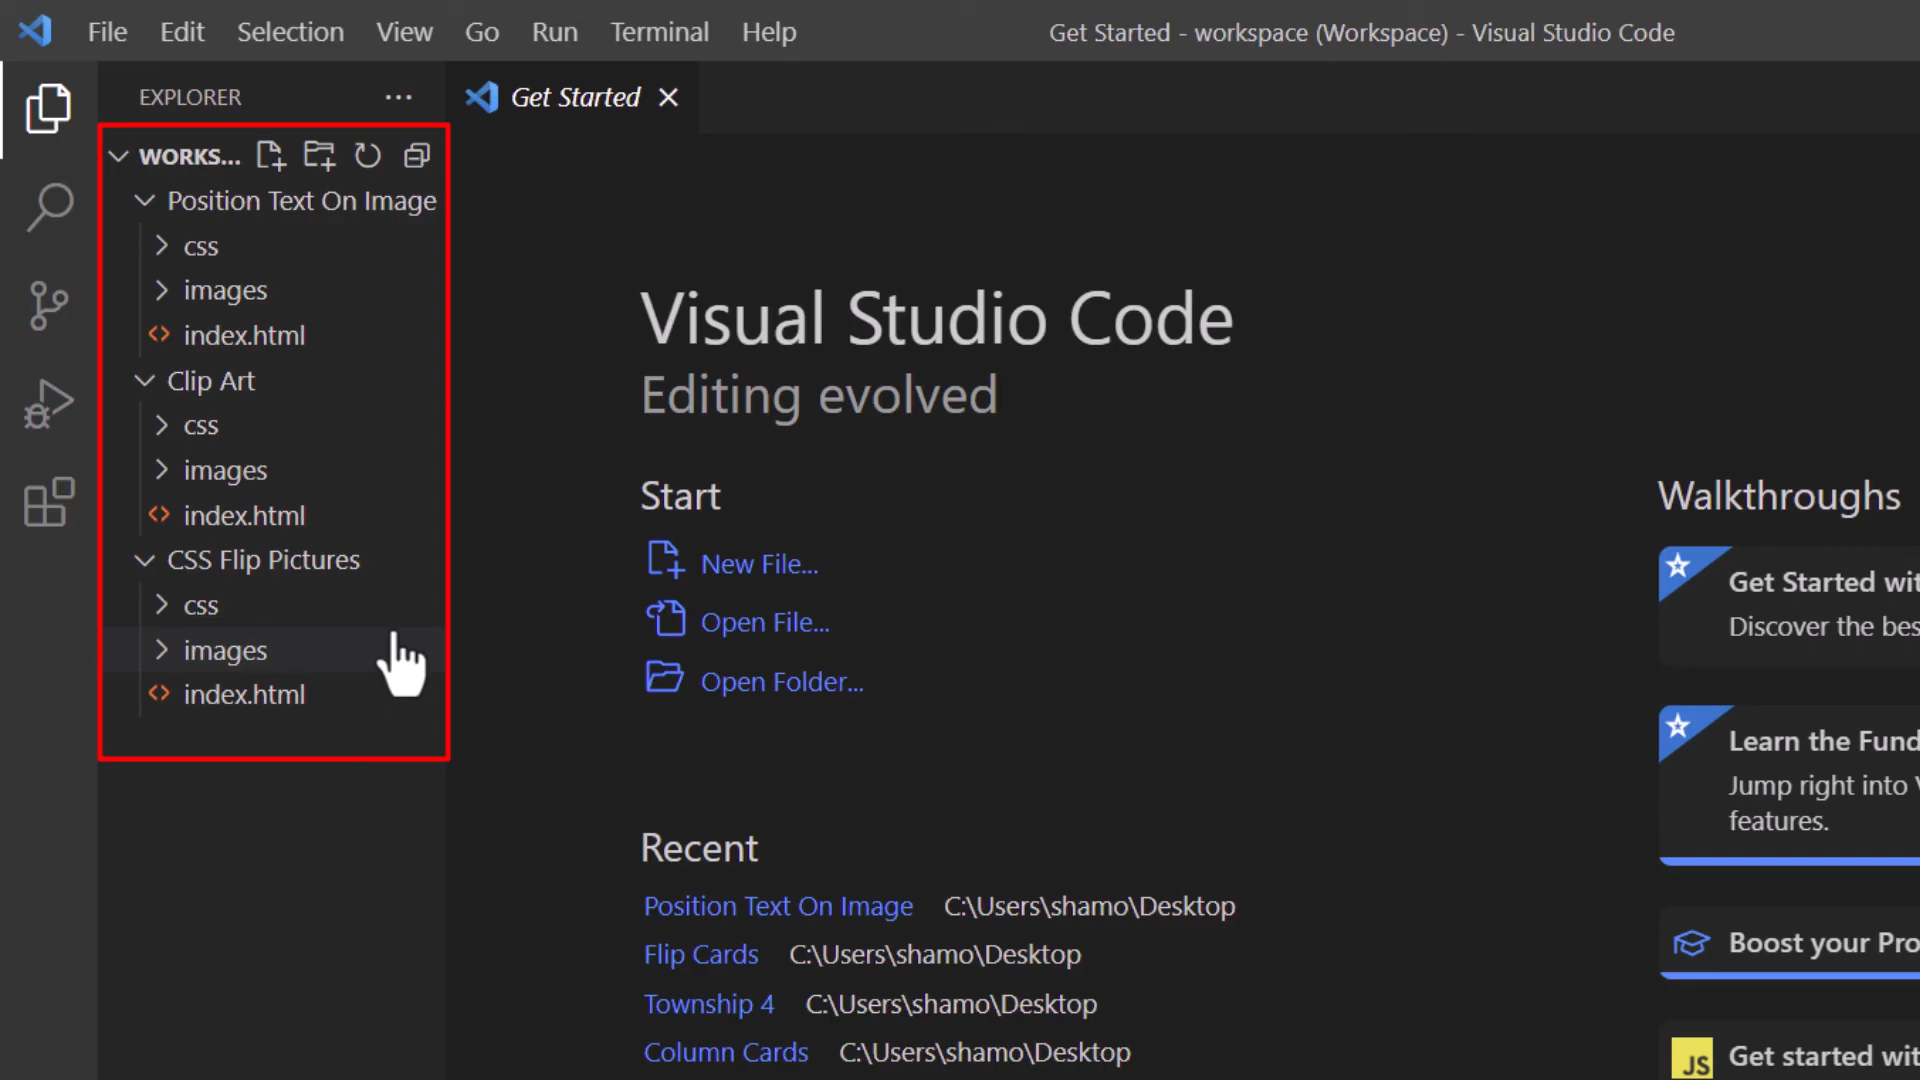 File Edit Selection View Go Run Terminal Help
Get Started - workspace (Workspace) - Visual Studio Code
EXPLORER ···
Get Started
WORKS...
Position Text On Image
css
images
index.html
Clip Art
css
images
index.html
CSS Flip Pictures
css
images
index.html
Visual Studio Code
Editing evolved
Start
New File...
Open File...
Open Folder...
Recent
Position Text On Image C:\Users\shamo\Desktop
Flip Cards C:\Users\shamo\Desktop
Township 4 C:\Users\shamo\Desktop
Column Cards C:\Users\shamo\Desktop
Walkthroughs
Get Started wit
Discover the bes
Learn the Fund
Jump right into
features.
Boost your Pro
JS Get started wit